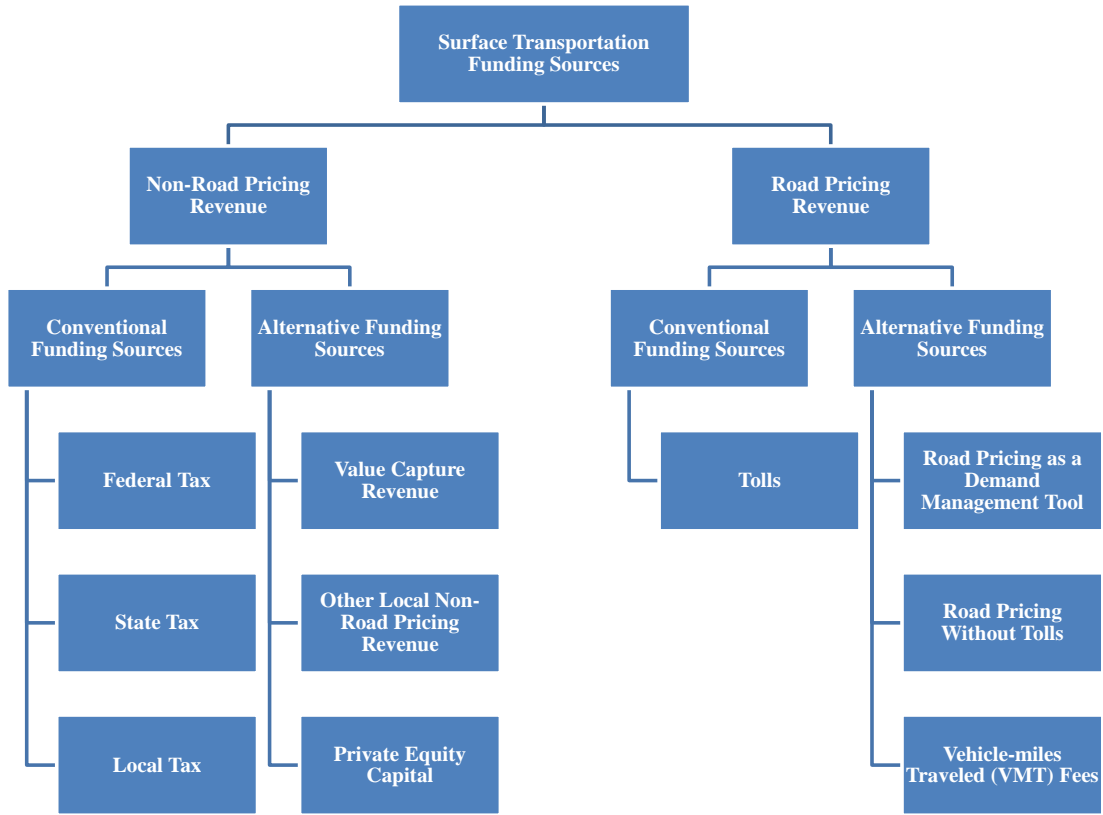 Surface Transportation
Funding Sources
Non-Road Pricing
Revenue
Road Pricing
Revenue
Conventional
Funding Sources
Alternative Funding
Sources
Conventional
Funding Sources
Alternative Funding
Sources
Federal Tax
Value Capture
Revenue
Tolls
Road Pricing as a
Demand
Management Tool
State Tax
Other Local Non-
Road Pricing
Revenue
Road Pricing
Without Tolls
Local Tax
Private Equity
Capital
Vehicle-miles
Traveled (VMT) Fees